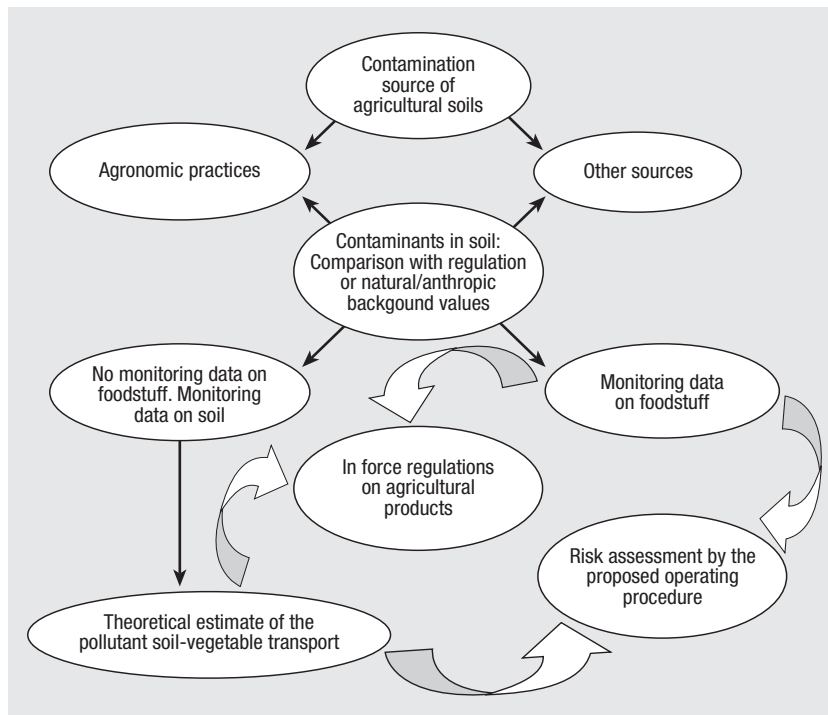 Contamination
source of
agricultural soils
Agronomic practices
Other sources
Contaminants in soil:
Comparison with regulation
or natural/anthropic
backgound values
No monitoring data on
foodstuff. Monitoring
data on soil
Monitoring data
on foodstuff
In force regulations
on agricultural
products
Risk assessment by the
proposed operating
procedure
Theoretical estimate of the
pollutant soil-vegetable transport